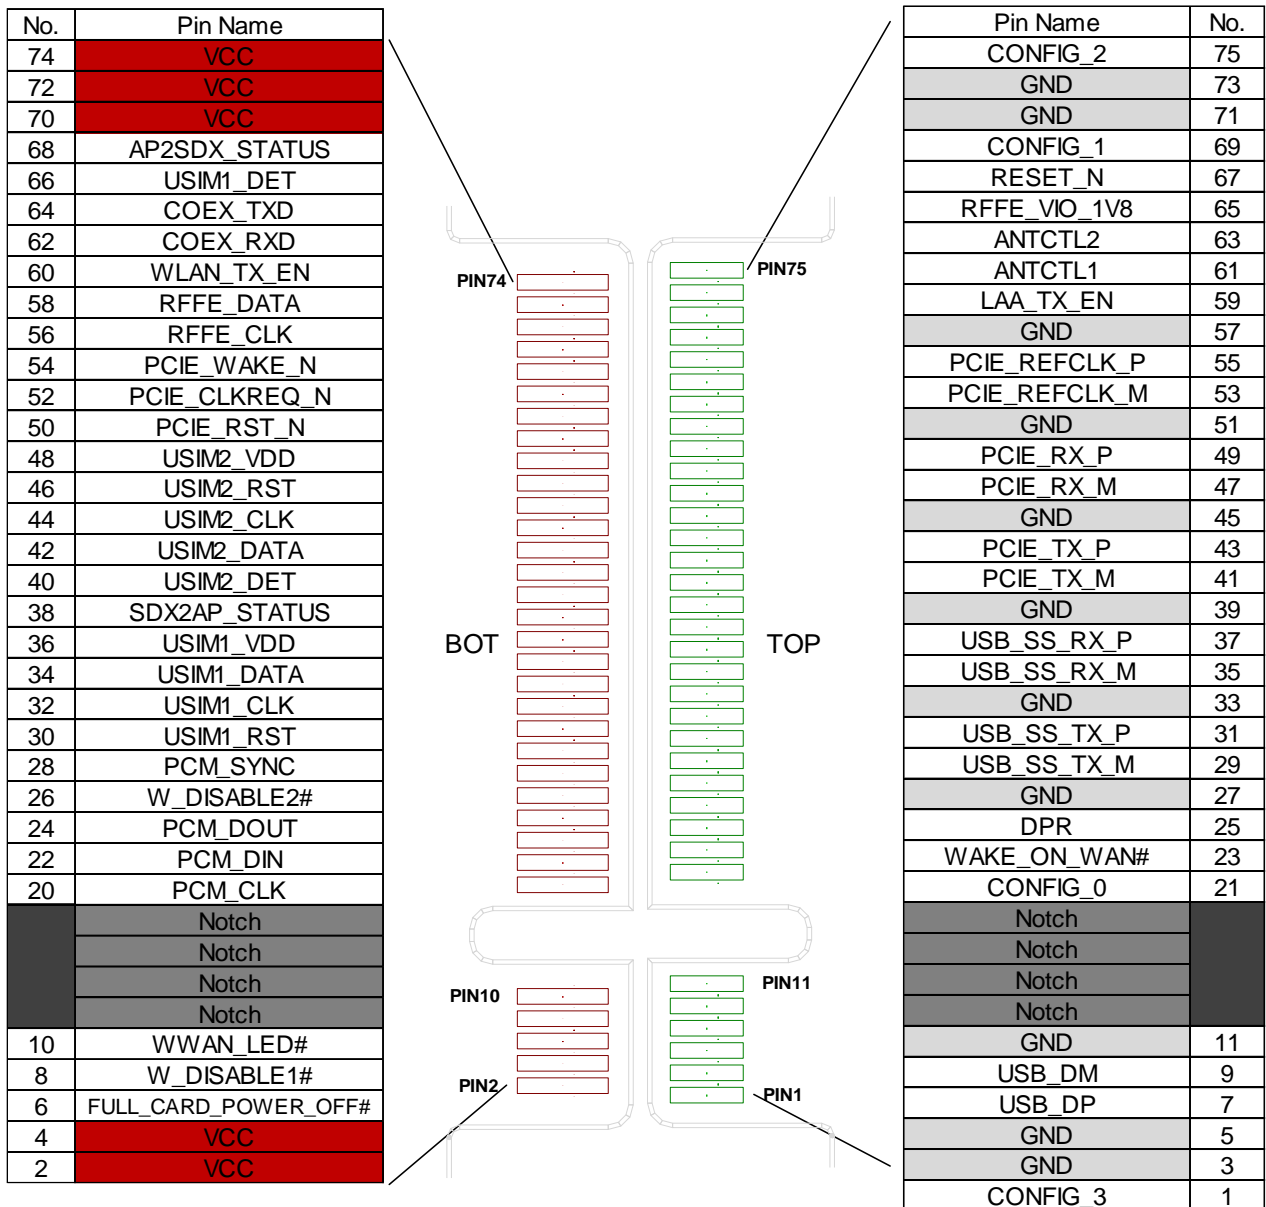 No. Pin Name
74 VCC
72 VCC
70 VCC
68 AP2SDX_STATUS
66 USIM1_DET
64 COEX_TXD
62 COEX_RXD
60 WLAN_TX_EN
58 RFFE_DATA
56 RFFE_CLK
54 PCIE_WAKE_N
52 PCIE_CLKREQ_N
50 PCIE_RST_N
48 USIM2_VDD
46 USIM2_RST
44 USIM2_CLK
42 USIM2_DATA
40 USIM2_DET
38 SDX2AP_STATUS
36 USIM1_VDD
34 USIM1_DATA
32 USIM1_CLK
30 USIM1_RST
28 PCM_SYNC
26 W_DISABLE2#
24 PCM_DOUT
22 PCM_DIN
20 PCM_CLK
Notch
Notch
Notch
Notch
10 WWAN_LED#
8 W_DISABLE1#
6 FULL_CARD_POWER_OFF#
4 VCC
2 VCC
PIN74
BOT
PIN10
PIN2
PIN75
TOP
PIN11
PIN1
Pin Name No.
CONFIG_2 75
GND 73
GND 71
CONFIG_1 69
RESET_N 67
RFFE_VIO_1V8 65
ANTCTL2 63
ANTCTL1 61
LAA_TX_EN 59
GND 57
PCIE_REFCLK_P 55
PCIE_REFCLK_M 53
GND 51
PCIE_RX_P 49
PCIE_RX_M 47
GND 45
PCIE_TX_P 43
PCIE_TX_M 41
GND 39
USB_SS_RX_P 37
USB_SS_RX_M 35
GND 33
USB_SS_TX_P 31
USB_SS_TX_M 29
GND 27
DPR 25
WAKE_ON_WAN# 23
CONFIG_0 21
Notch
Notch
Notch
Notch
GND 11
USB_DM 9
USB_DP 7
GND 5
GND 3
CONFIG_3 1